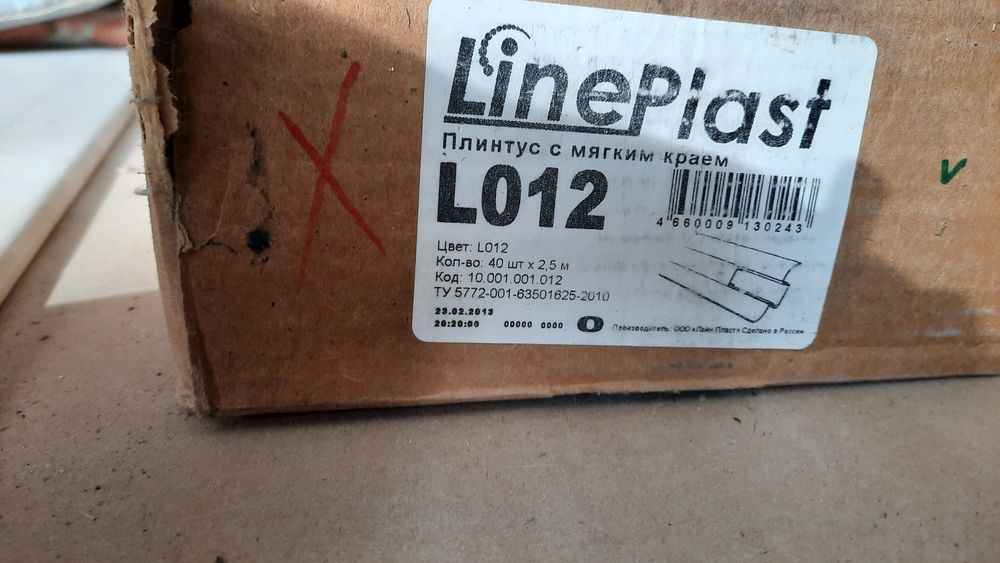 LinePlast
Плинтус с мягким краем
L012
4 660009 130243
Цвет: L012
Кол-во: 40 шт х 2,5 м
Код: 10.001.001.012
ТУ 5772-001-63501625-2010
23.02.2013
20:20:06 00000 0000 0 Производитель: ООО «Лайн Пласт» Сделано в России